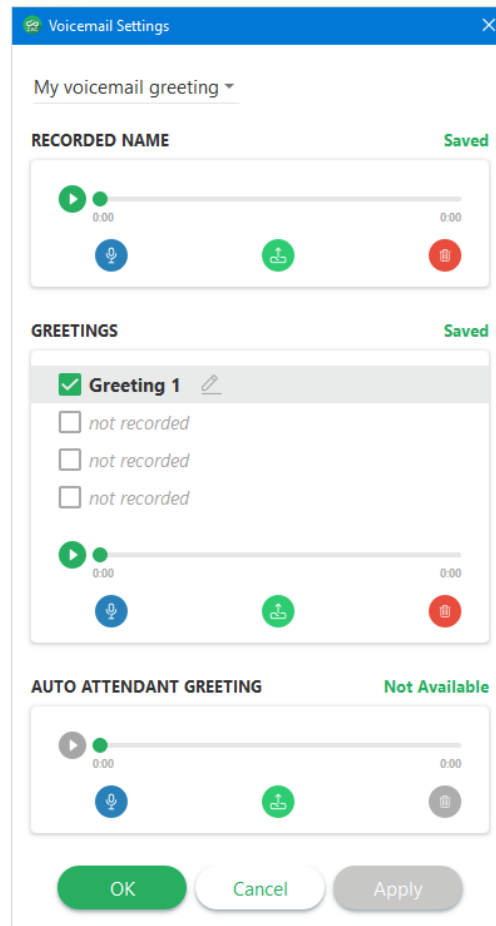 Voicemail Settings
My voicemail greeting
RECORDED NAME Saved
0:00 0:00
GREETINGS Saved
Greeting 1
not recorded
not recorded
not recorded
0:00 0:00
AUTO ATTENDANT GREETING Not Available
0:00 0:00
OK Cancel Apply